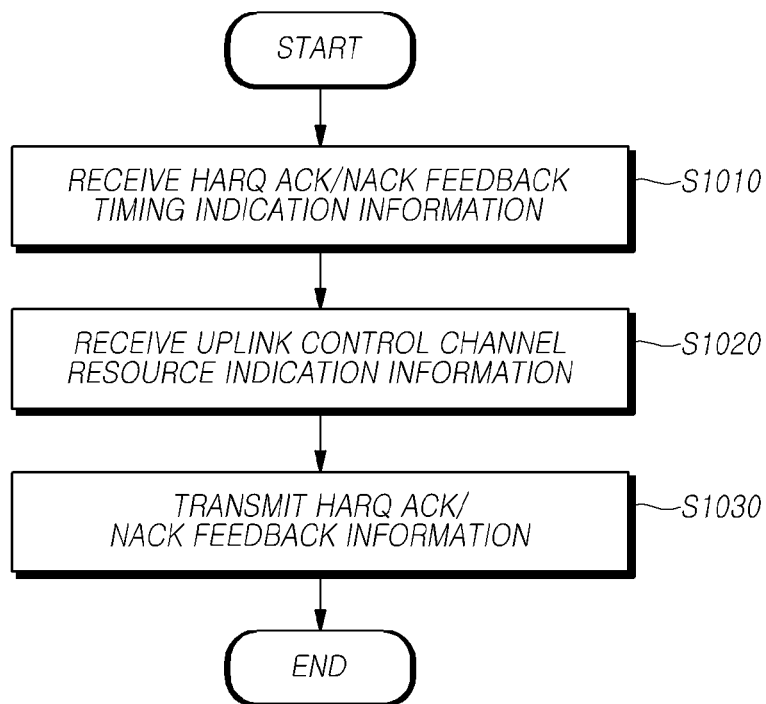 START
RECEIVE HARQ ACK/NACK FEEDBACK
TIMING INDICATION INFORMATION
S1010
RECEIVE UPLINK CONTROL CHANNEL
RESOURCE INDICATION INFORMATION
S1020
TRANSMIT HARQ ACK/
NACK FEEDBACK INFORMATION
S1030
END